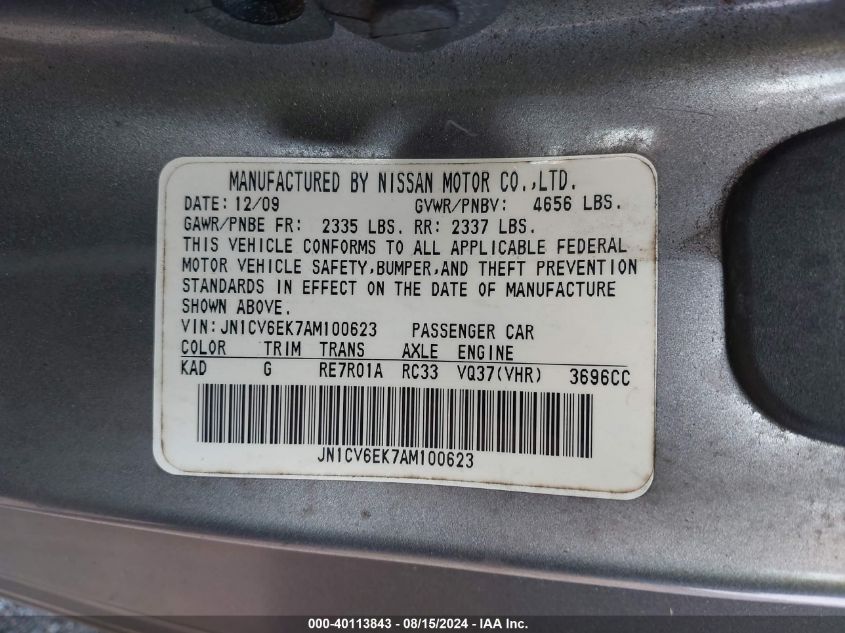 MANUFACTURED BY NISSAN MOTOR CO.,LTD.
DATE: 12/09 GVWR/PNBV: 4656 LBS.
GAWR/PNBE FR: 2335 LBS. RR: 2337 LBS.
THIS VEHICLE CONFORMS TO ALL APPLICABLE FEDERAL
MOTOR VEHICLE SAFETY,BUMPER,AND THEFT PREVENTION
STANDARDS IN EFFECT ON THE DATE OF MANUFACTURE
SHOWN ABOVE.
VIN:JN1CV6EK7AM100623 PASSENGER CAR
COLOR TRIM TRANS AXLE ENGINE
KAD G RE7R01A RC33 VQ37(VHR) 3696CC
JN1CV6EK7AM100623
000-40113843 - 08/15/2024 - IAA Inc.